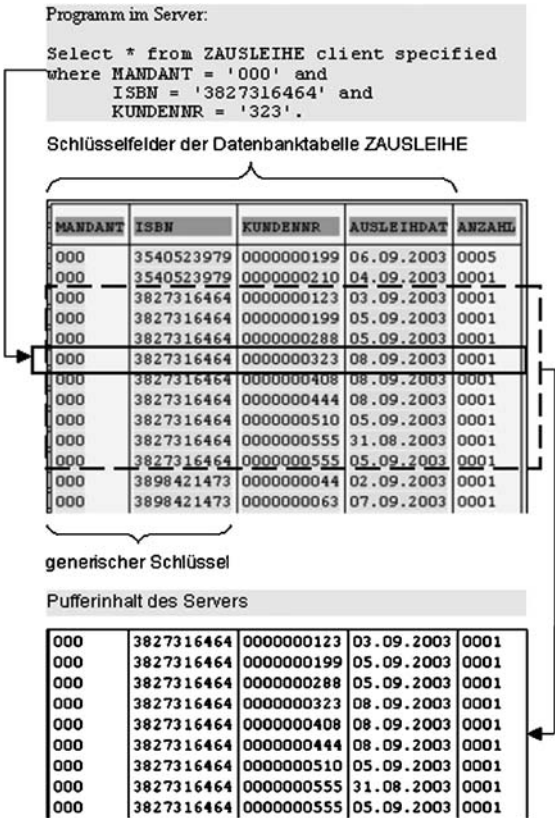 Programm im Server:
Select * from ZAUSLEIHE client specified
where MANDANT = '000' and
ISBN = '3827316464' and
KUNDENNR = '323'.
Schlüsselfelder der Datenbanktabelle ZAUSLEIHE
MANDANT ISBN KUNDENNR AUSLEIHDAT ANZAHL
000 3540523979 0000000199 06.09.2003 0005
000 3540523979 0000000210 04.09.2003 0001
000 3827316464 0000000123 03.09.2003 0001
000 3827316464 0000000199 05.09.2003 0001
000 3827316464 0000000288 05.09.2003 0001
000 3827316464 0000000323 08.09.2003 0001
000 3827316464 0000000408 08.09.2003 0001
000 3827316464 0000000444 08.09.2003 0001
000 3827316464 0000000510 05.09.2003 0001
000 3827316464 0000000555 31.08.2003 0001
000 3827316464 0000000555 05.09.2003 0001
000 3898421473 0000000044 02.09.2003 0001
000 3898421473 0000000063 07.09.2003 0001
generischer Schlüssel
Pufferinhalt des Servers
000 3827316464 0000000123 03.09.2003 0001
000 3827316464 0000000199 05.09.2003 0001
000 3827316464 0000000288 05.09.2003 0001
000 3827316464 0000000323 08.09.2003 0001
000 3827316464 0000000408 08.09.2003 0001
000 3827316464 0000000444 08.09.2003 0001
000 3827316464 0000000510 05.09.2003 0001
000 3827316464 0000000555 31.08.2003 0001
000 3827316464 0000000555 05.09.2003 0001